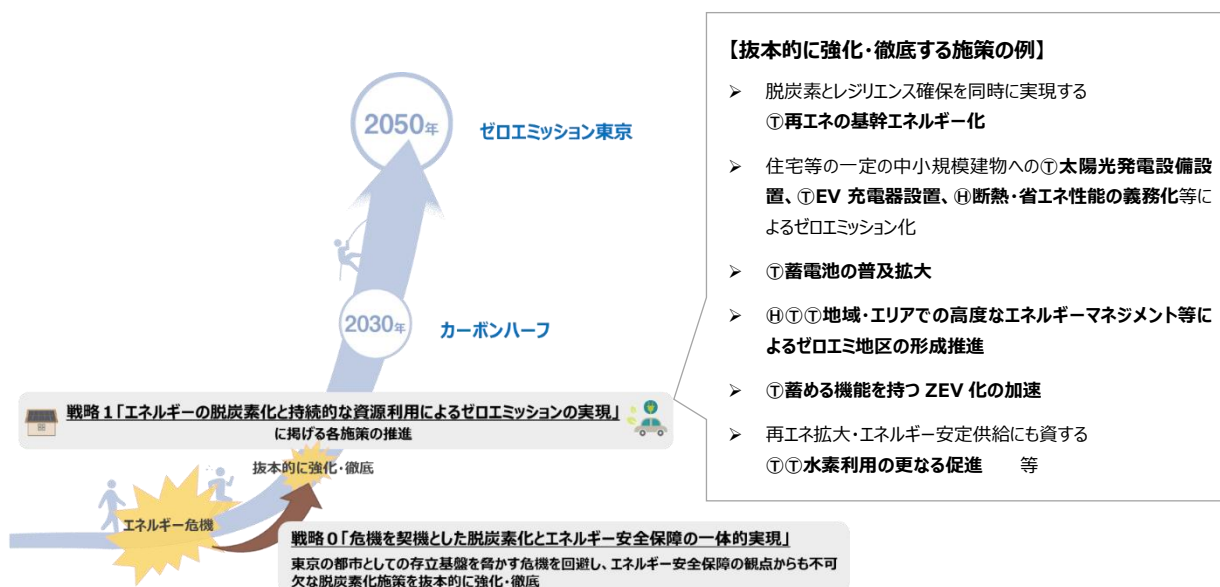 2050年
ゼロエミッション東京
2030年
カーボンハーフ
戦略1「エネルギーの脱炭素化と持続的な資源利用によるゼロエミッションの実現」
に掲げる各施策の推進
抜本的に強化・徹底
エネルギー危機
戦略0「危機を契機とした脱炭素化とエネルギー安全保障の一体的実現」
東京の都市としての存立基盤を脅かす危機を回避し、エネルギー安全保障の観点からも不可
欠な脱炭素化施策を抜本的に強化・徹底
【抜本的に強化・徹底する施策の例】
➢ 脱炭素とレジリエンス確保を同時に実現する
Ⓣ再エネの基幹エネルギー化
➢ 住宅等の一定の中小規模建物へのⓉ太陽光発電設備設
置、ⓉEV 充電器設置、Ⓗ断熱・省エネ性能の義務化等に
よるゼロエミッション化
➢ Ⓣ蓄電池の普及拡大
➢ ⒽⓉⓉ地域・エリアでの高度なエネルギーマネジメント等に
よるゼロエミ地区の形成推進
➢ Ⓣ蓄める機能を持つ ZEV 化の加速
➢ 再エネ拡大・エネルギー安定供給にも資する
ⓉⓉ水素利用の更なる促進 等